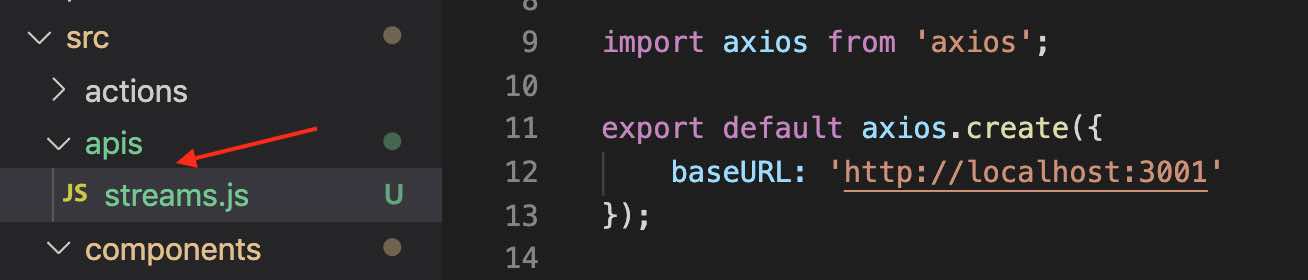 src
actions
apis
JS streams.js U
components
8
9 import axios from 'axios';
10
11 export default axios.create({
12 baseURL: 'http://localhost:3001'
13 });
14